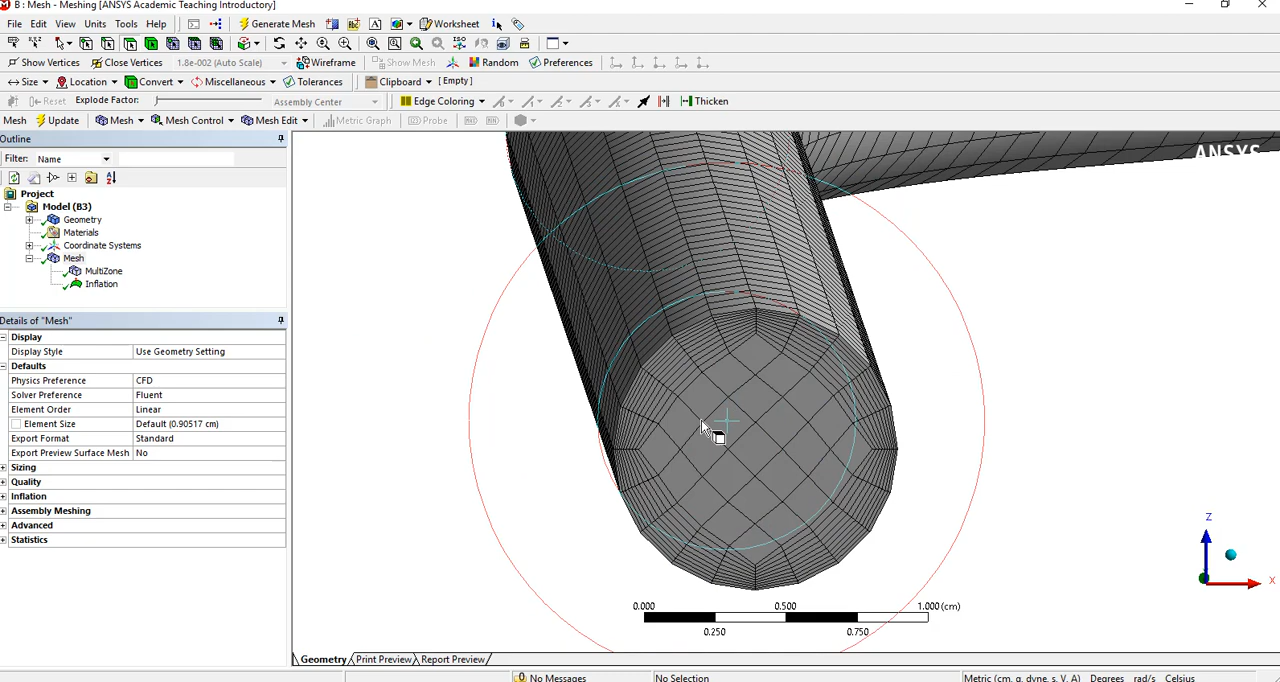 B : Mesh - Meshing [ANSYS Academic Teaching Introductory]
File Edit View Units Tools Help Generate Mesh A Worksheet
Show Vertices Close Vertices 1.8e-002 (Auto Scale) Wireframe Show Mesh Random Preferences
Size Location Convert Miscellaneous Tolerances Clipboard [Empty]
Reset Explode Factor: Assembly Center Edge Coloring Thicken
Mesh Update Mesh Mesh Control Mesh Edit Metric Graph Probe
Outline
Filter: Name
Project
Model (B3)
Geometry
Materials
Coordinate Systems
Mesh
MultiZone
Inflation
Details of "Mesh"
Display
Display Style Use Geometry Setting
Defaults
Physics Preference CFD
Solver Preference Fluent
Element Order Linear
Element Size Default (0.90517 cm)
Export Format Standard
Export Preview Surface Mesh No
Sizing
Quality
Inflation
Assembly Meshing
Advanced
Statistics
ANSYS
Z
X
0.000 0.500 1.000 (cm)
0.250 0.750
Geometry Print Preview Report Preview
0 No Messages No Selection Metric (cm, g, dyne, s, V, A) Degrees rad/s Celsius